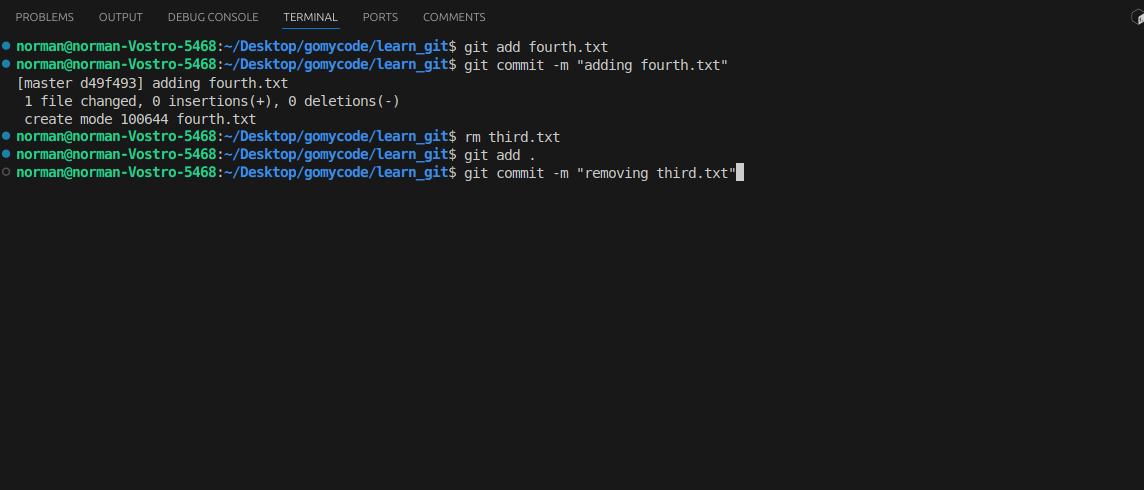 PROBLEMS OUTPUT DEBUG CONSOLE TERMINAL PORTS COMMENTS
norman@norman-Vostro-5468:~/Desktop/gomycode/learn_git$ git add fourth.txt
norman@norman-Vostro-5468:~/Desktop/gomycode/learn_git$ git commit -m "adding fourth.txt"
[master d49f493] adding fourth.txt
 1 file changed, 0 insertions(+), 0 deletions(-)
 create mode 100644 fourth.txt
norman@norman-Vostro-5468:~/Desktop/gomycode/learn_git$ rm third.txt
norman@norman-Vostro-5468:~/Desktop/gomycode/learn_git$ git add .
norman@norman-Vostro-5468:~/Desktop/gomycode/learn_git$ git commit -m "removing third.txt"